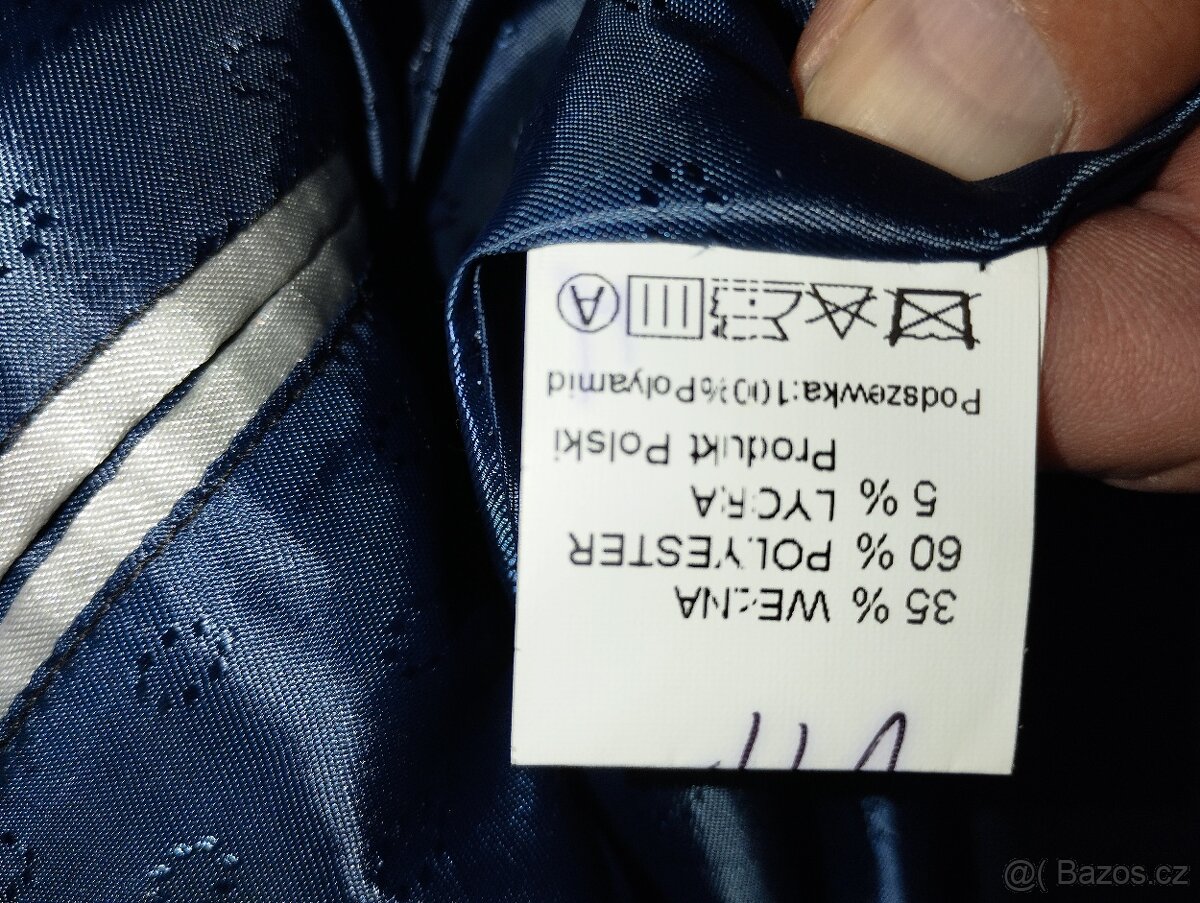 35 % WEŁNA
60 % POLYESTER
5 % LYCRA
Produkt Polski
Podszewka:100%Polyamid
A
@( Bazos.cz